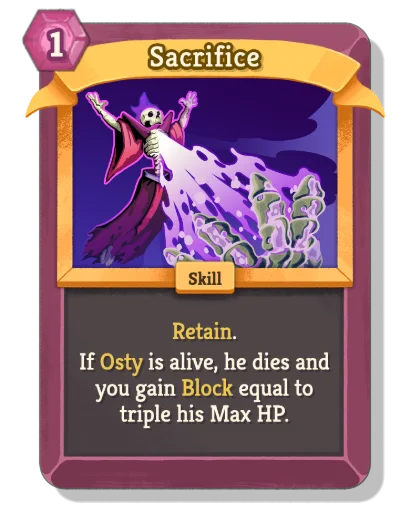 1
Sacrifice
Skill
Retain.
If Osty is alive, he dies and
you gain Block equal to
triple his Max HP.